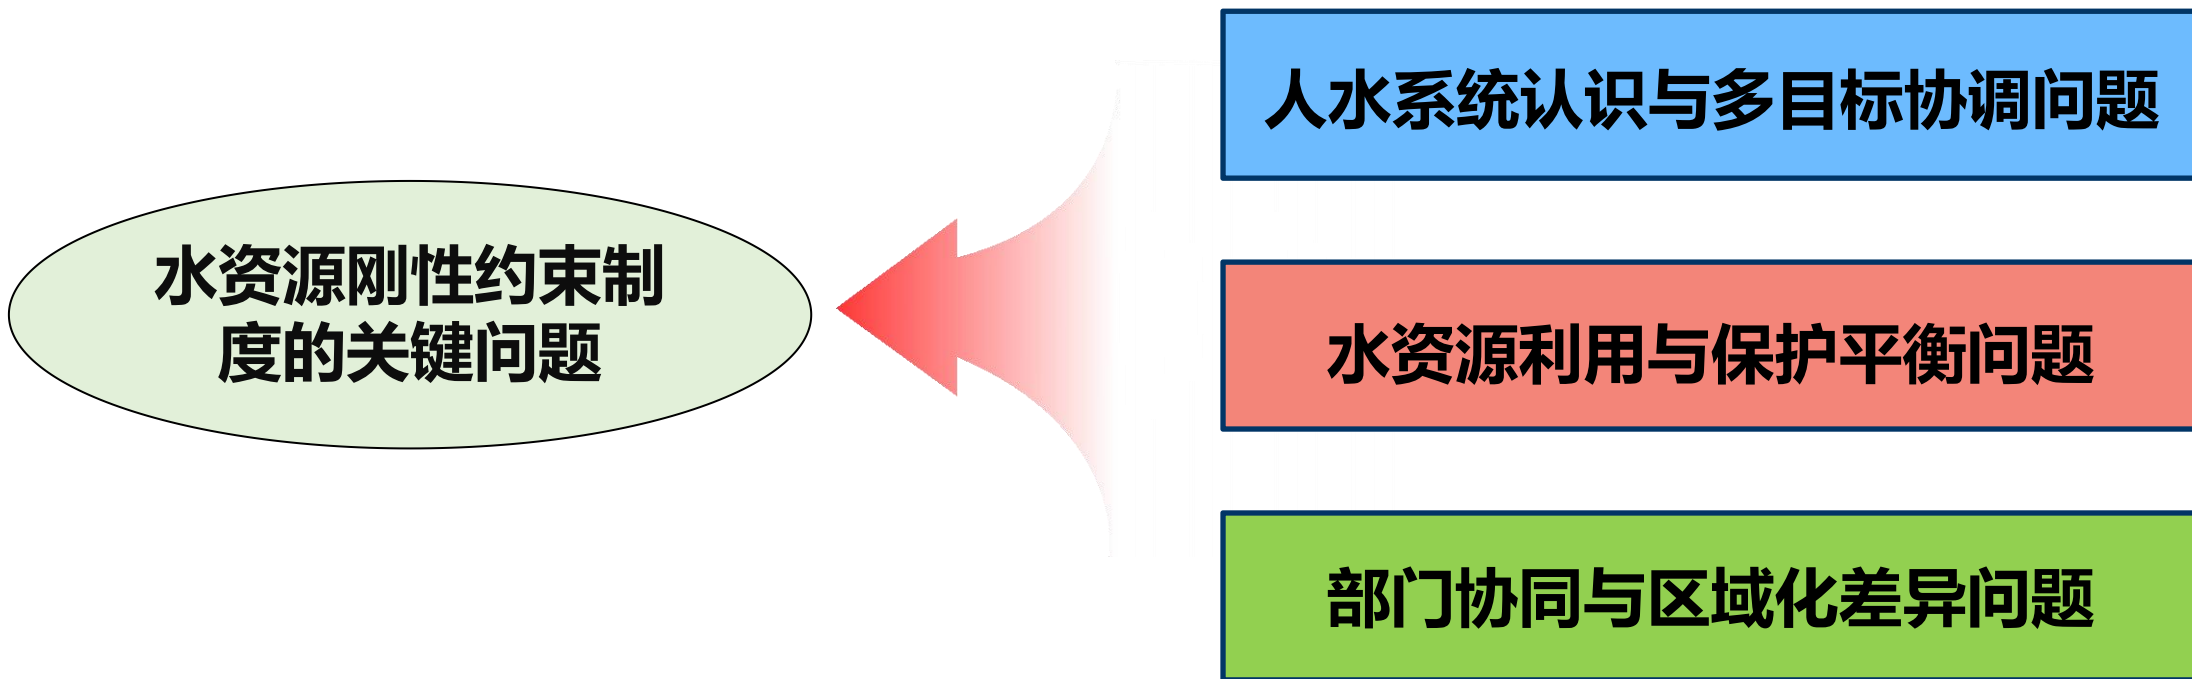 水资源刚性约束制
度的关键问题
人水系统认识与多目标协调问题
水资源利用与保护平衡问题
部门协同与区域化差异问题